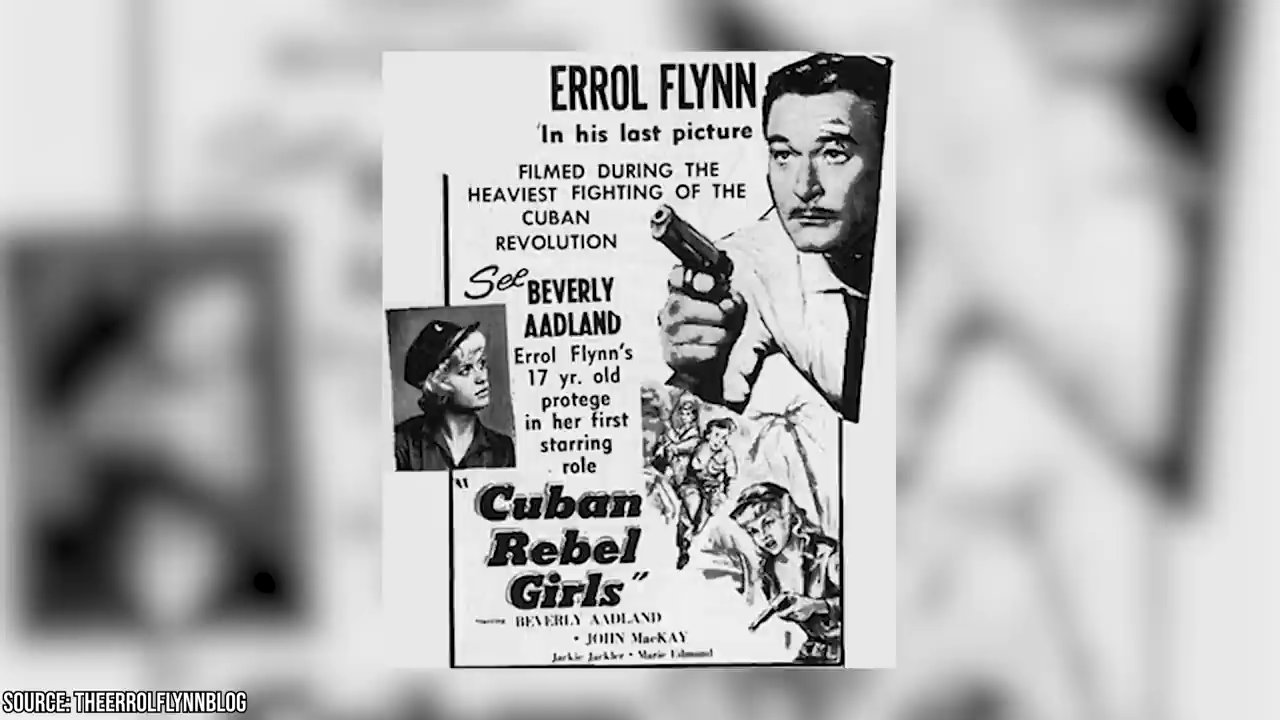 ERROL FLYNN
'In his last picture
FILMED DURING THE
HEAVIEST FIGHTING OF THE
CUBAN
REVOLUTION
See
BEVERLY
AADLAND
Errol Flynn's
17 yr. old
protege
in her first
starring
role
"Cuban
Rebel
Girls"
starring BEVERLY AADLAND
• JOHN MacKAY
Jackie Jackler • Marie Edmund
SOURCE: THEERROLFLYNNBLOG